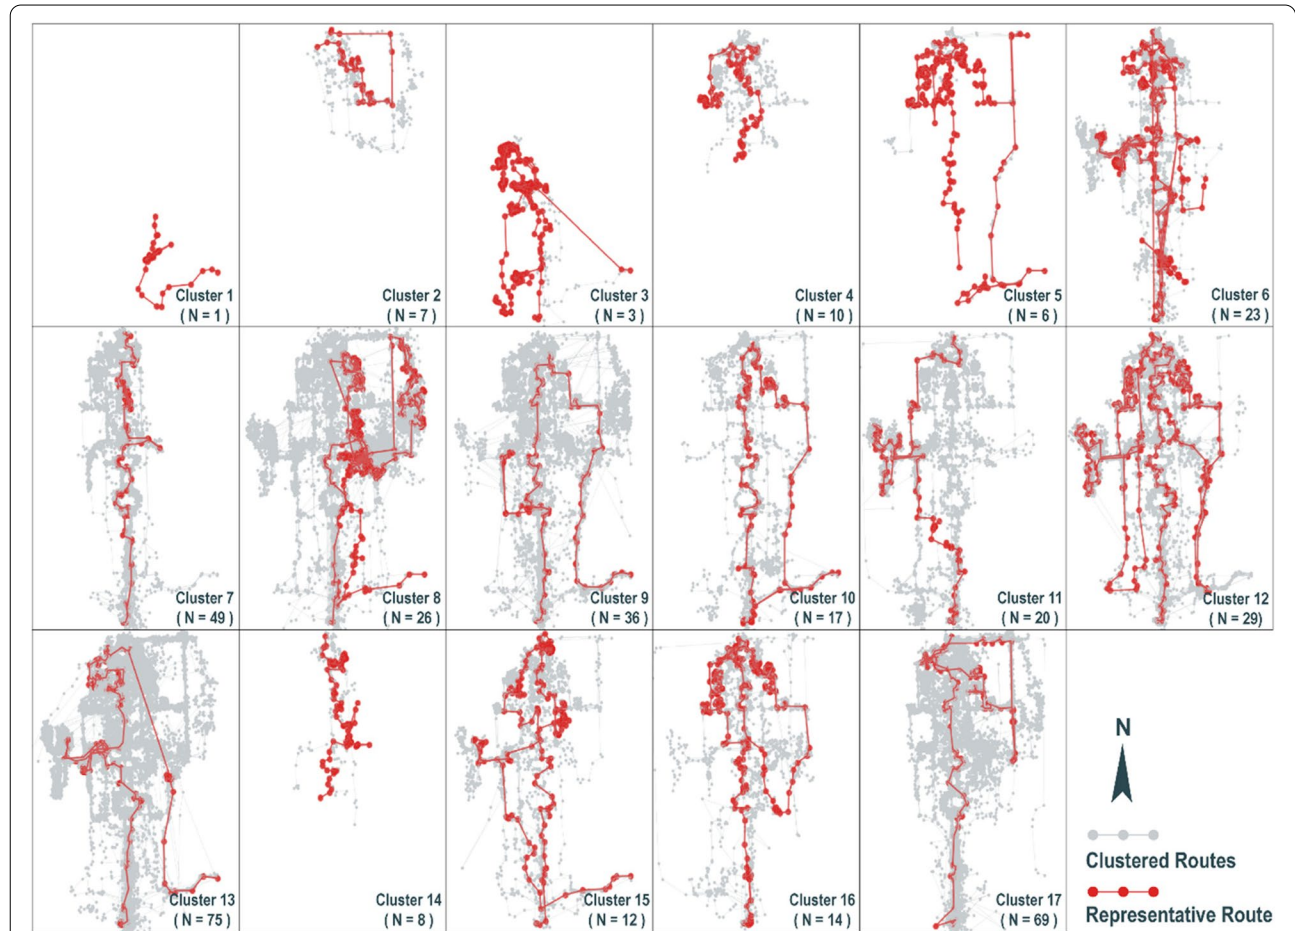 Cluster 1
( N = 1 )
Cluster 2
( N = 7 )
Cluster 3
( N = 3 )
Cluster 4
( N = 10 )
Cluster 5
( N = 6 )
Cluster 6
( N = 23 )
Cluster 7
( N = 49 )
Cluster 8
( N = 26 )
Cluster 9
( N = 36 )
Cluster 10
( N = 17 )
Cluster 11
( N = 20 )
Cluster 12
( N = 29 )
Cluster 13
( N = 75 )
Cluster 14
( N = 8 )
Cluster 15
( N = 12 )
Cluster 16
( N = 14 )
Cluster 17
( N = 69 )
N
Clustered Routes
Representative Route